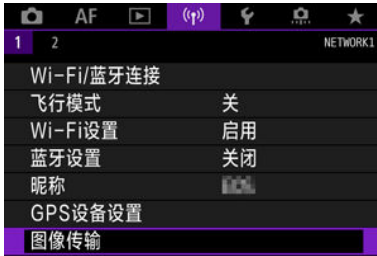 AF
1 2 NETWORK1
Wi-Fi/蓝牙连接
飞行模式 关
Wi-Fi设置 启用
蓝牙设置 关闭
昵称
GPS设备设置
图像传输